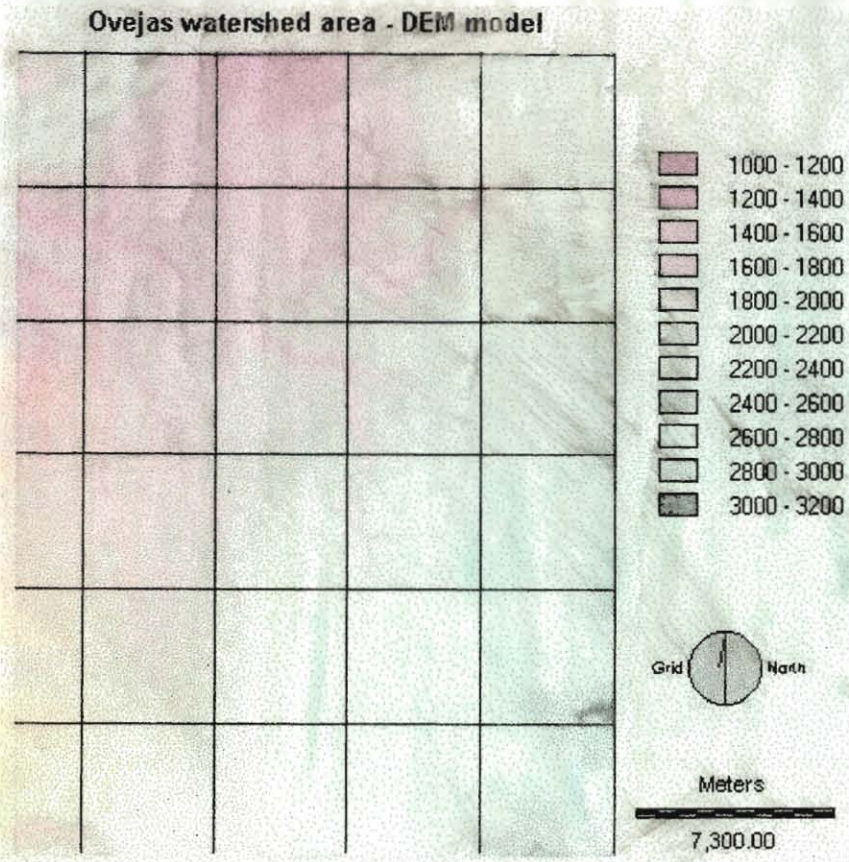 Ovejas watershed area - DEM model
1000 - 1200
1200 - 1400
1400 - 1600
1600 - 1800
1800 - 2000
2000 - 2200
2200 - 2400
2400 - 2600
2600 - 2800
2800 - 3000
3000 - 3200
Grid North
Meters
7,300.00